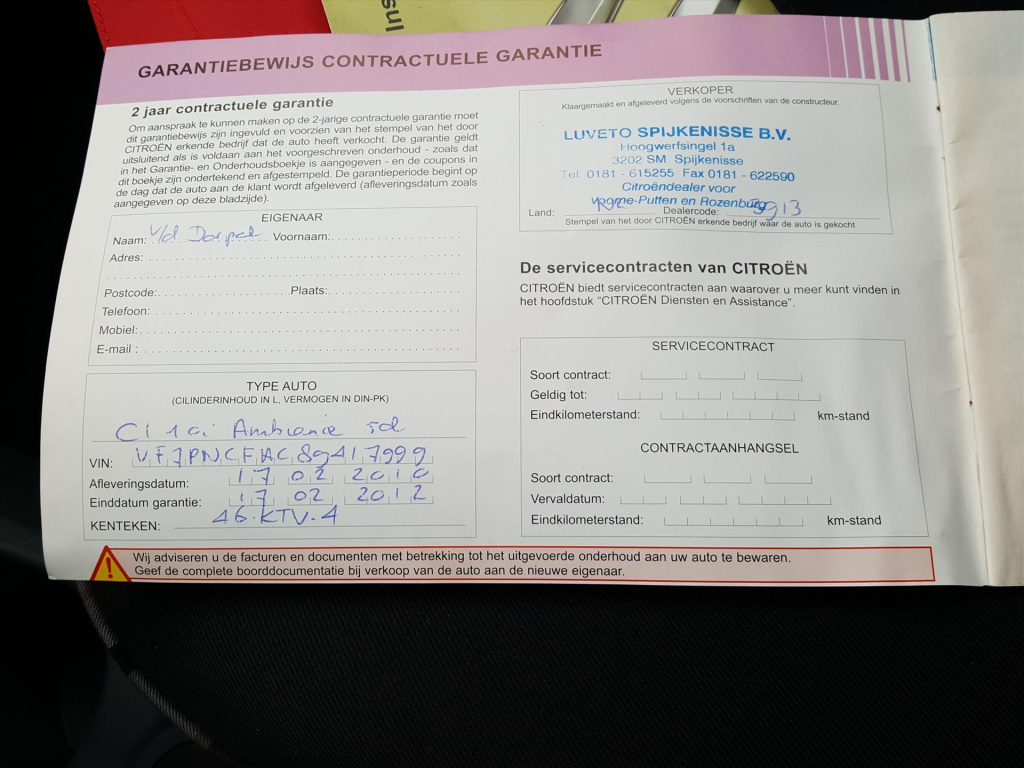 Ins
GARANTIEBEWIJS CONTRACTUELE GARANTIE
2 jaar contractuele garantie
Om aanspraak te kunnen maken op de 2-jarige contractuele garantie moet
dit garantiebewijs zijn ingevuld en voorzien van het stempel van het door
CITROËN erkende bedrijf dat de auto heeft verkocht. De garantie geldt
uitsluitend als is voldaan aan het voorgeschreven onderhoud - zoals dat
in het Garantie- en Onderhoudsboekje is aangegeven - en de coupons in
dit boekje zijn ondertekend en afgestempeld. De garantieperiode begint op
de dag dat de auto aan de klant wordt afgeleverd (afleveringsdatum zoals
aangegeven op deze bladzijde).
EIGENAAR
Naam: v/d Voornaam:
Adres:
Postcode: Plaats:
Telefoon:
Mobiel:
E-mail :
TYPE AUTO
(CILINDERINHOUD IN L, VERMOGEN IN DIN-PK)
C1 1.0i Ambiance 5d
VIN: VF7PNCFAC89417999
Afleveringsdatum: 17 02 2010
Einddatum garantie: 17 02 2012
KENTEKEN: 46.KTV.4
VERKOPER
Klaargemaakt en afgeleverd volgens de voorschriften van de constructeur.
LUVETO SPIJKENISSE B.V.
Hoogwerfsingel 1a
3202 SM Spijkenisse
Tel. 0181 - 615255 Fax 0181 - 622590
Citroëndealer voor
Voorne-Putten en Rozenburg
Land: Dealercode: 3913
Stempel van het door CITROËN erkende bedrijf waar de auto is gekocht
De servicecontracten van CITROËN
CITROËN biedt servicecontracten aan waarover u meer kunt vinden in
het hoofdstuk “CITROËN Diensten en Assistance”.
SERVICECONTRACT
Soort contract:
Geldig tot:
Eindkilometerstand: km-stand
CONTRACTAANHANGSEL
Soort contract:
Vervaldatum:
Eindkilometerstand: km-stand
Wij adviseren u de facturen en documenten met betrekking tot het uitgevoerde onderhoud aan uw auto te bewaren.
Geef de complete boorddocumentatie bij verkoop van de auto aan de nieuwe eigenaar.